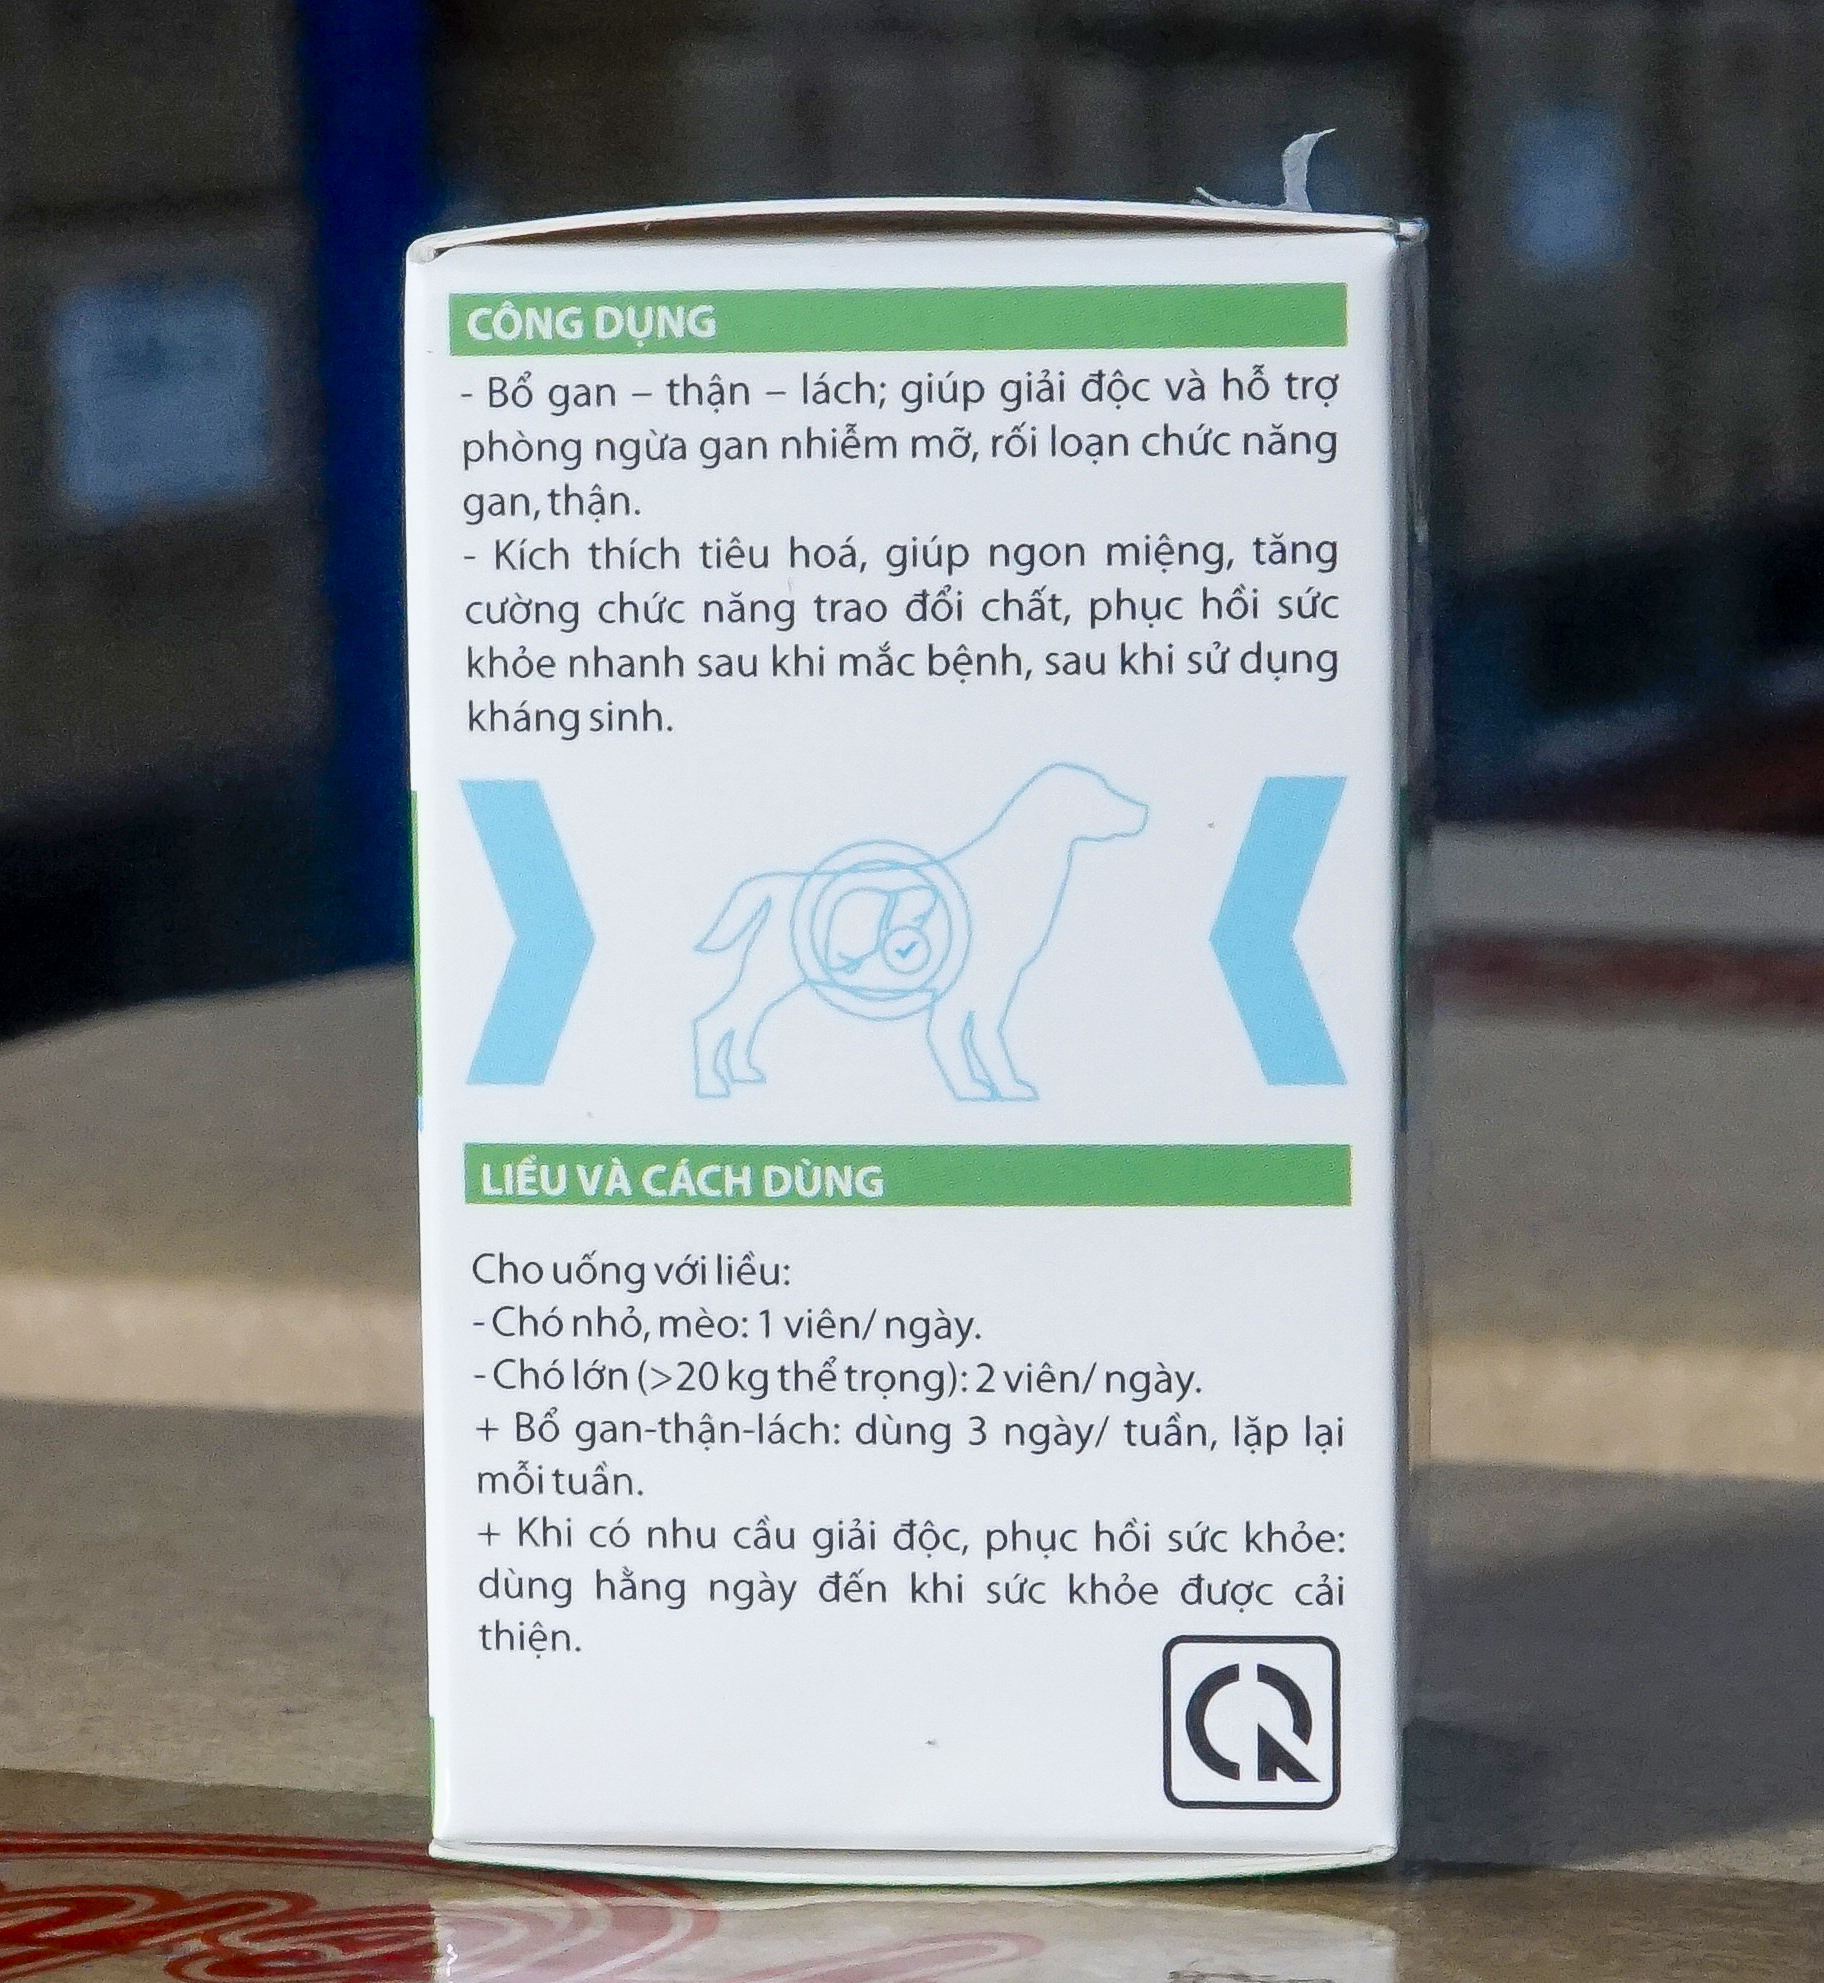 CÔNG DỤNG
- Bổ gan – thận – lách; giúp giải độc và hỗ trợ
phòng ngừa gan nhiễm mỡ, rối loạn chức năng
gan, thận.
- Kích thích tiêu hoá, giúp ngon miệng, tăng
cường chức năng trao đổi chất, phục hồi sức
khỏe nhanh sau khi mắc bệnh, sau khi sử dụng
kháng sinh.
LIỀU VÀ CÁCH DÙNG
Cho uống với liều:
- Chó nhỏ, mèo: 1 viên/ ngày.
- Chó lớn (>20 kg thể trọng): 2 viên/ ngày.
+ Bổ gan-thận-lách: dùng 3 ngày/ tuần, lặp lại
mỗi tuần.
+ Khi có nhu cầu giải độc, phục hồi sức khỏe:
dùng hằng ngày đến khi sức khỏe được cải
thiện.